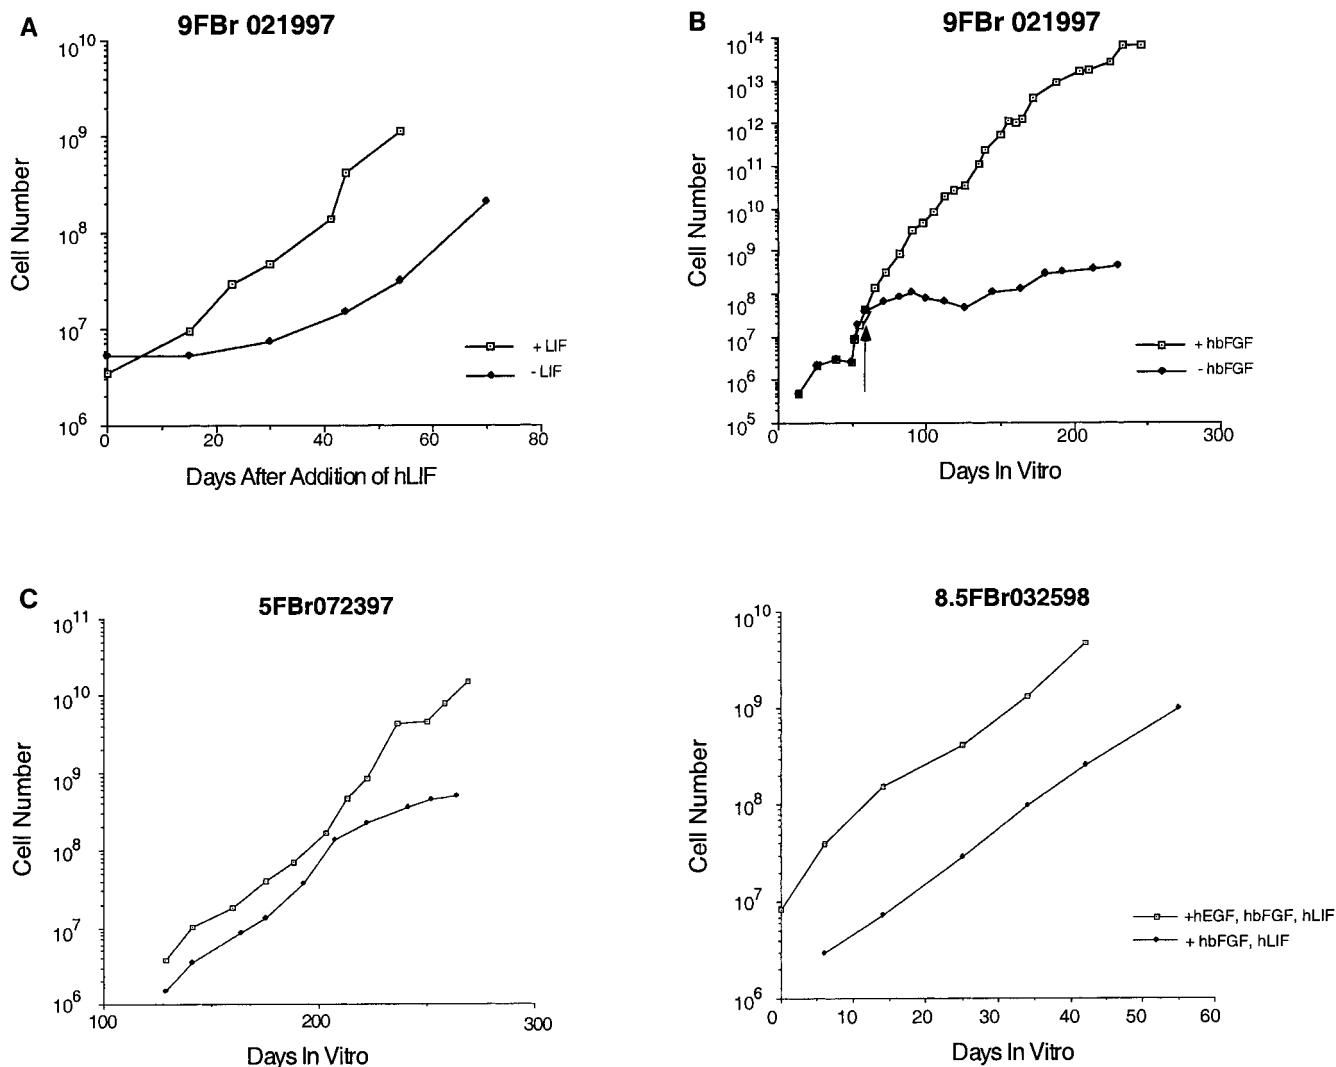 A
9FBr 021997
10^10
10^9
10^8
10^7
10^6
0
20
40
60
80
Cell Number
Days After Addition of hLIF
+ LIF
- LIF
B
9FBr 021997
10^14
10^13
10^12
10^11
10^10
10^9
10^8
10^7
10^6
10^5
0
100
200
300
Cell Number
Days In Vitro
+ hbFGF
- hbFGF
C
5FBr072397
10^11
10^10
10^9
10^8
10^7
10^6
100
200
300
Cell Number
Days In Vitro
8.5FBr032598
10^10
10^9
10^8
10^7
10^6
0
10
20
30
40
50
60
Cell Number
Days In Vitro
+hEGF, hbFGF, hLIF
+ hbFGF, hLIF